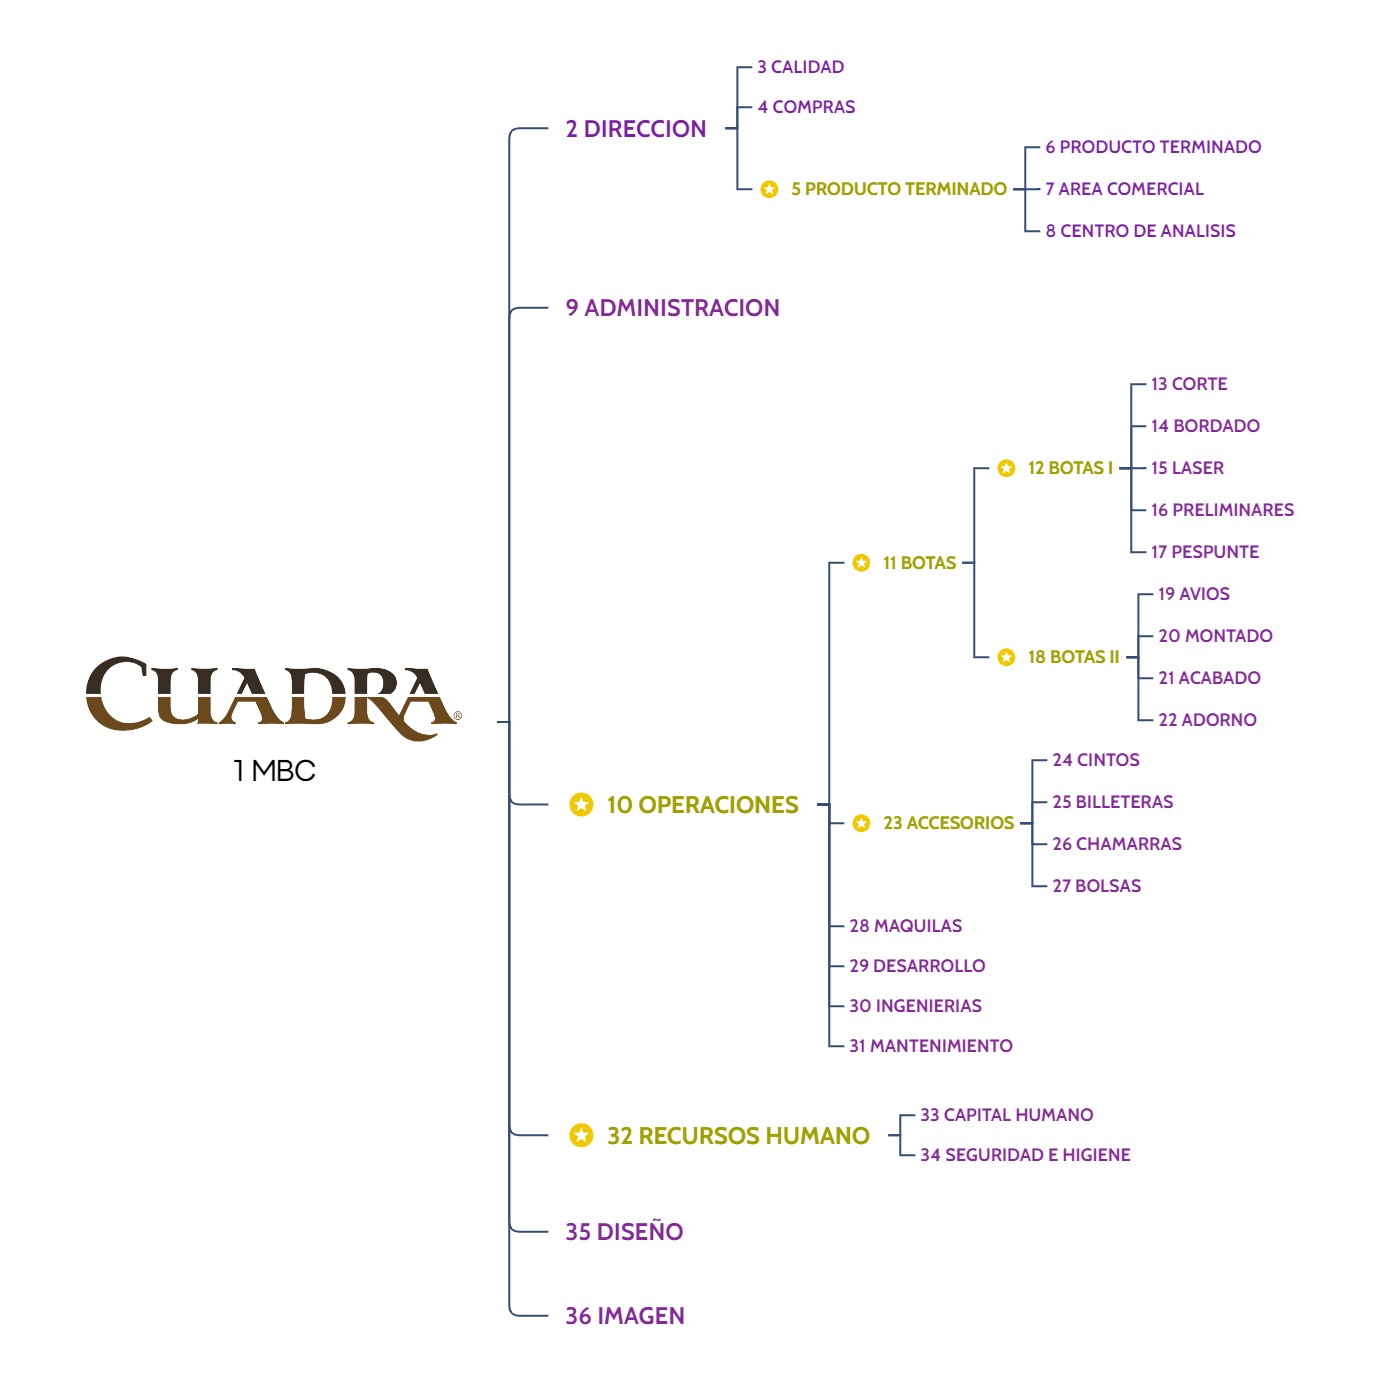 CUADRA®
1 MBC
2 DIRECCION
3 CALIDAD
4 COMPRAS
5 PRODUCTO TERMINADO
6 PRODUCTO TERMINADO
7 AREA COMERCIAL
8 CENTRO DE ANALISIS
9 ADMINISTRACION
10 OPERACIONES
11 BOTAS
12 BOTAS I
13 CORTE
14 BORDADO
15 LASER
16 PRELIMINARES
17 PESPUNTE
18 BOTAS II
19 AVIOS
20 MONTADO
21 ACABADO
22 ADORNO
23 ACCESORIOS
24 CINTOS
25 BILLETERAS
26 CHAMARRAS
27 BOLSAS
28 MAQUILAS
29 DESARROLLO
30 INGENIERIAS
31 MANTENIMIENTO
32 RECURSOS HUMANO
33 CAPITAL HUMANO
34 SEGURIDAD E HIGIENE
35 DISEÑO
36 IMAGEN